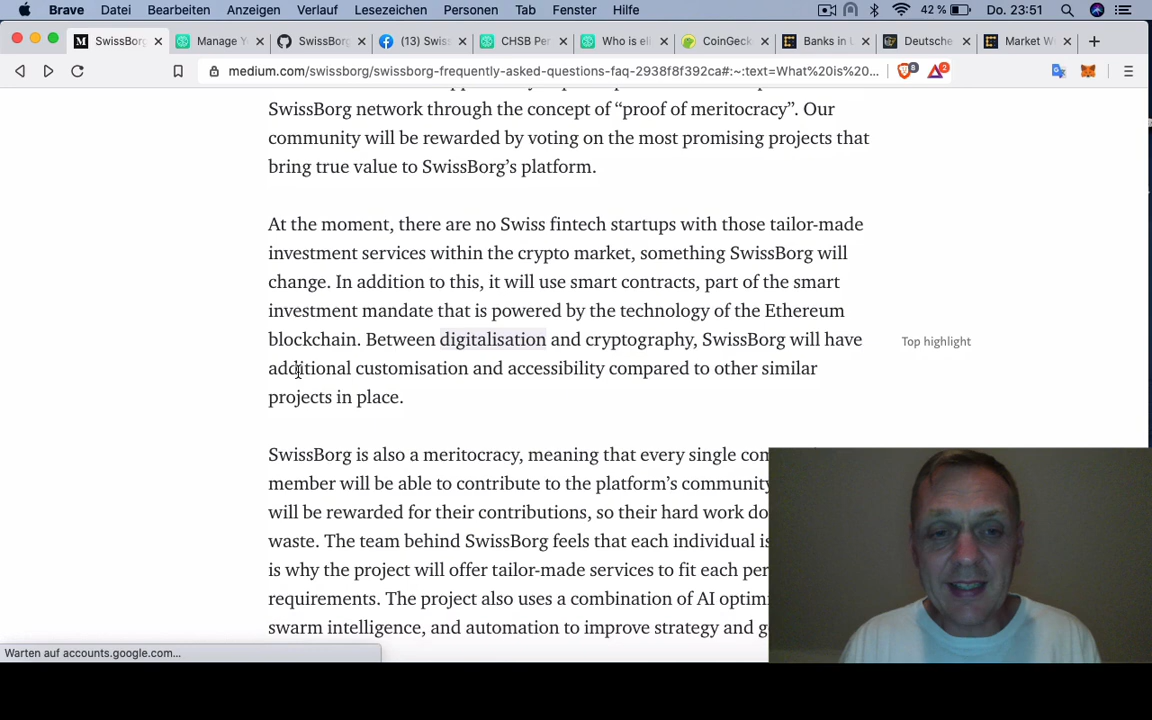 Brave Datei Bearbeiten Anzeigen Verlauf Lesezeichen Personen Tab Fenster Hilfe 42 % Do. 23:51
SwissBorg Manage Y SwissBorg (13) Swiss CHSB Per Who is eli CoinGeck Banks in Deutsche Market W
medium.com/swissborg/swissborg-frequently-asked-questions-faq-2938f8f392ca#:~:text=What%20is%20... 8 2
SwissBorg network through the concept of “proof of meritocracy”. Our
community will be rewarded by voting on the most promising projects that
bring true value to SwissBorg’s platform.
At the moment, there are no Swiss fintech startups with those tailor-made
investment services within the crypto market, something SwissBorg will
change. In addition to this, it will use smart contracts, part of the smart
investment mandate that is powered by the technology of the Ethereum
blockchain. Between digitalisation and cryptography, SwissBorg will have
Top highlight
additional customisation and accessibility compared to other similar
projects in place.
SwissBorg is also a meritocracy, meaning that every single com
member will be able to contribute to the platform’s community
will be rewarded for their contributions, so their hard work do
waste. The team behind SwissBorg feels that each individual is
is why the project will offer tailor-made services to fit each per
requirements. The project also uses a combination of AI optim
swarm intelligence, and automation to improve strategy and g
Warten auf accounts.google.com...